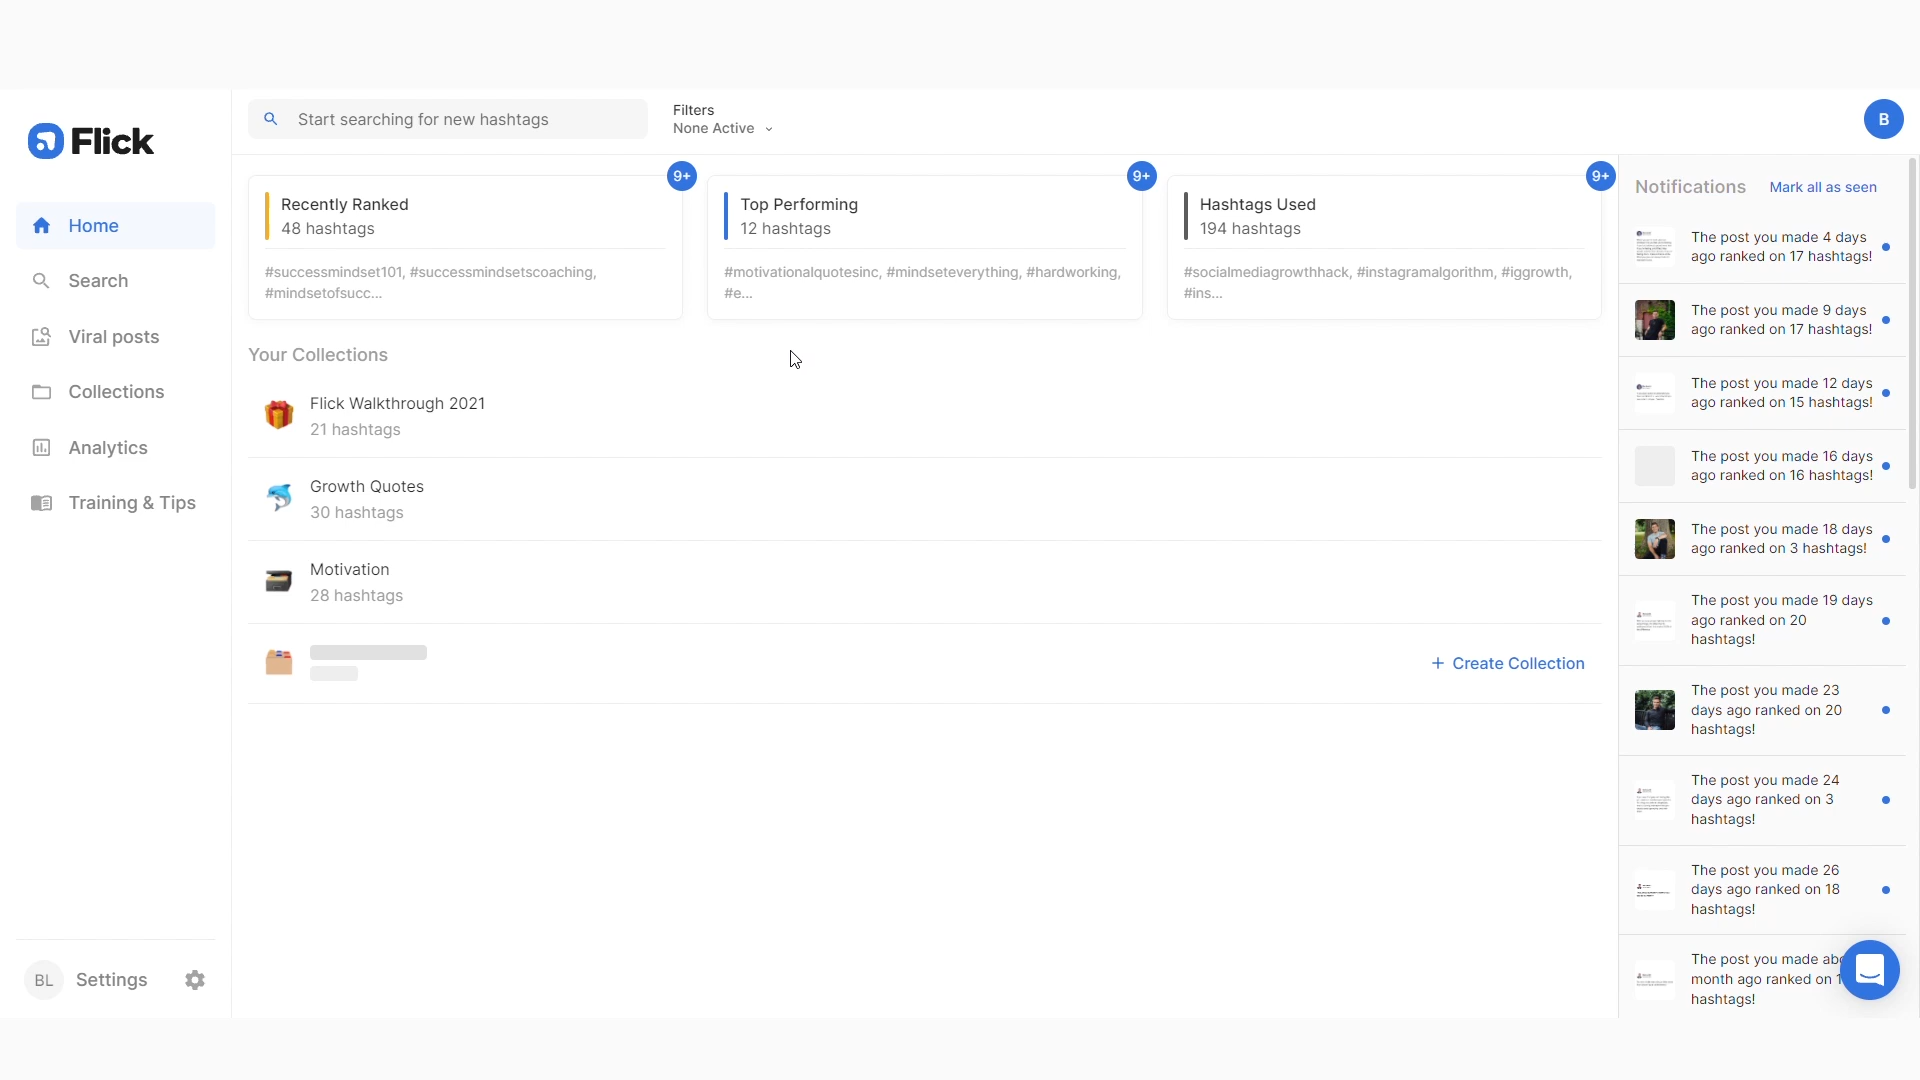 Flick
Home
Search
Viral posts
Collections
Analytics
Training & Tips
BL
Settings
Start searching for new hashtags
Filters
None Active
B
Recently Ranked
48 hashtags
9+
#successmindset101, #successmindsetscoaching,
#mindsetofsucc...
Top Performing
12 hashtags
9+
#motivationalquotesinc, #mindseteverything, #hardworking,
#e...
Hashtags Used
194 hashtags
9+
#socialmediagrowthhack, #instagramalgorithm, #iggrowth,
#ins...
Your Collections
Flick Walkthrough 2021
21 hashtags
Growth Quotes
30 hashtags
Motivation
28 hashtags
+ Create Collection
Notifications
Mark all as seen
The post you made 4 days
ago ranked on 17 hashtags!
The post you made 9 days
ago ranked on 17 hashtags!
The post you made 12 days
ago ranked on 15 hashtags!
The post you made 16 days
ago ranked on 16 hashtags!
The post you made 18 days
ago ranked on 3 hashtags!
The post you made 19 days
ago ranked on 20
hashtags!
The post you made 23
days ago ranked on 20
hashtags!
The post you made 24
days ago ranked on 3
hashtags!
The post you made 26
days ago ranked on 18
hashtags!
The post you made
month ago ranked on
hashtags!